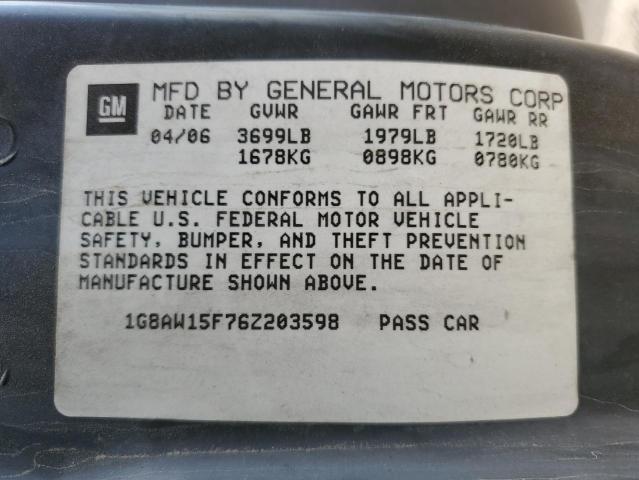 GM MFD BY GENERAL MOTORS CORP
DATE GVWR GAWR FRT GAWR RR
04/06 3699LB 1979LB 1720LB
1678KG 0898KG 0780KG
THIS VEHICLE CONFORMS TO ALL APPLI-
CABLE U.S. FEDERAL MOTOR VEHICLE
SAFETY, BUMPER, AND THEFT PREVENTION
STANDARDS IN EFFECT ON THE DATE OF
MANUFACTURE SHOWN ABOVE.
1G8AW15F76Z203598 PASS CAR